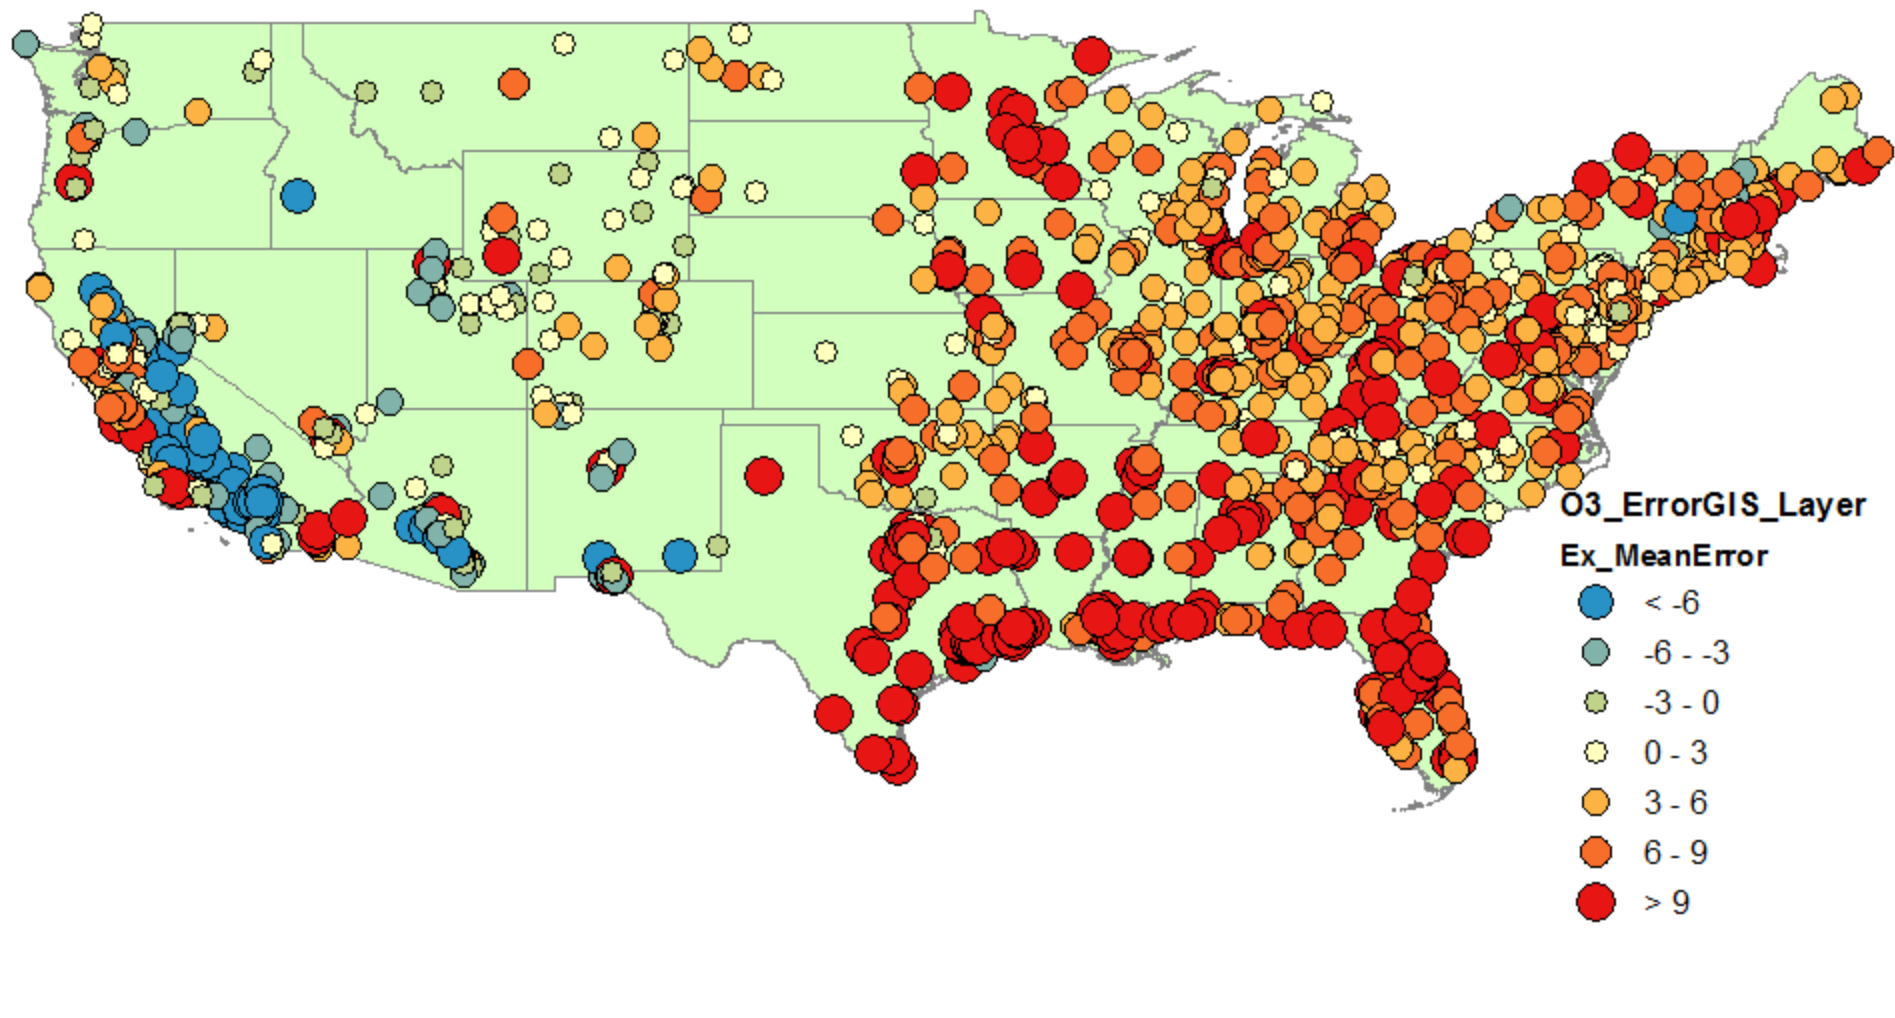 O3_ErrorGIS_Layer
Ex_MeanError
< -6
-6 - -3
-3 - 0
0 - 3
3 - 6
6 - 9
> 9